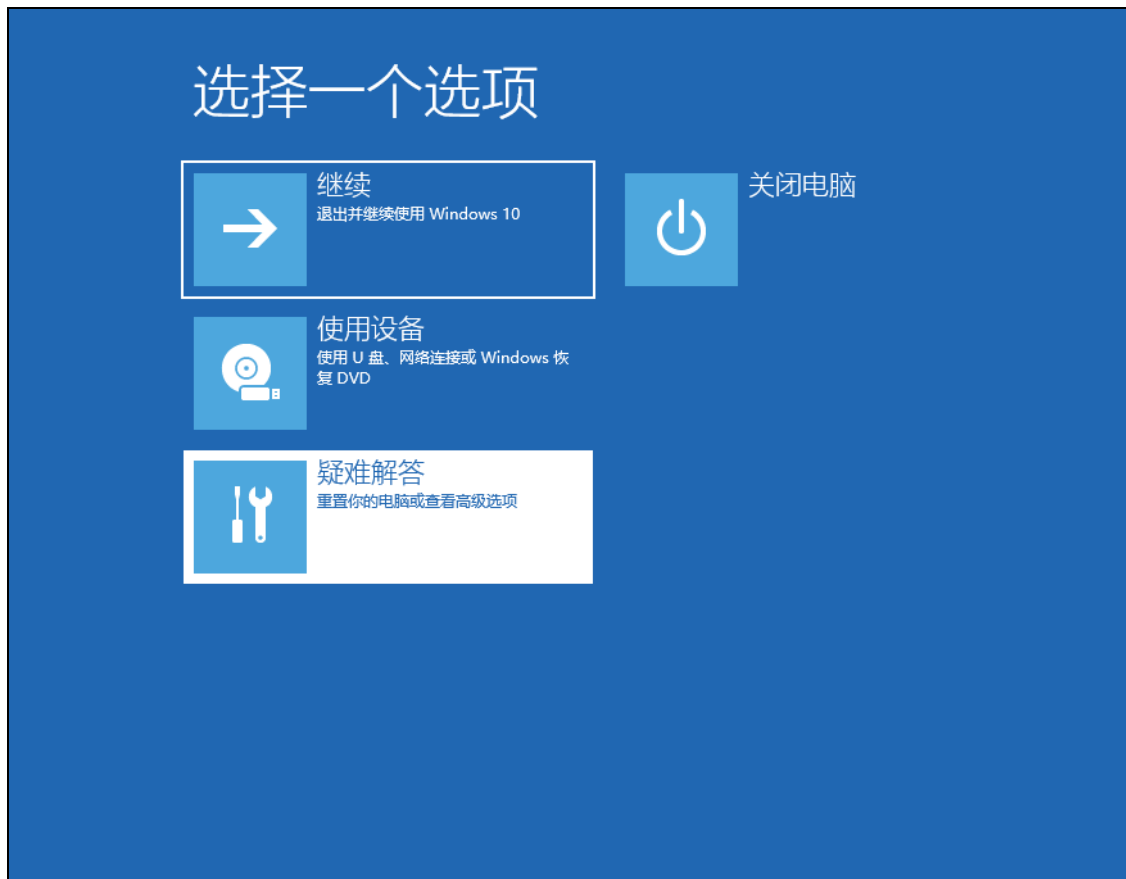 选择一个选项
继续
退出并继续使用 Windows 10
关闭电脑
使用设备
使用 U 盘、网络连接或 Windows 恢
复 DVD
疑难解答
重置你的电脑或查看高级选项